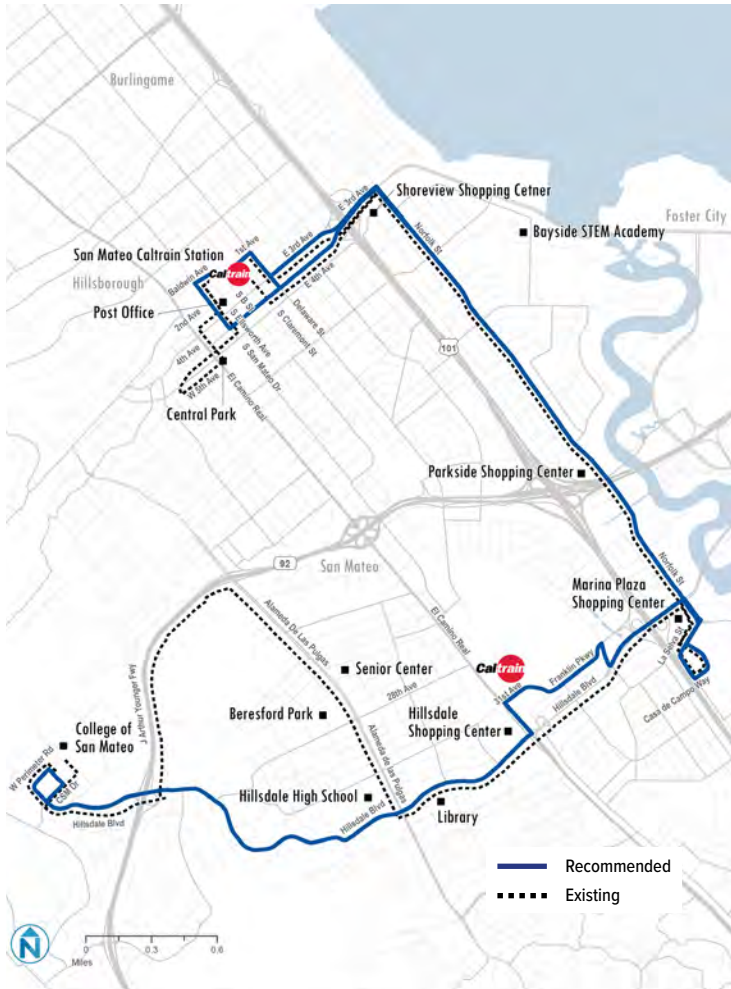 Burlingame
Shoreview Shopping Cetner
E 3rd Ave
Norfolk St
Foster City
Bayside STEM Academy
1st Ave
E 3rd Ave
San Mateo Caltrain Station
Caltrain
Baldwin Ave
E 4th Ave
Hillsborough
Post Office
S B St
2nd Ave
S Ellsworth Ave
Delaware St
S Claremont St
4th Ave
S San Mateo Dr
101
W 5th Ave
El Camino Real
Central Park
Parkside Shopping Center
92
San Mateo
Norfolk St
Marina Plaza
Shopping Center
Alameda De Las Pulgas
El Camino Real
La Selva St
Caltrain
Franklin Pkwy
Senior Center
28th Ave
31st Ave
Hillsdale Blvd
Casa de Campo Way
J Arthur Younger Fwy
Beresford Park
Hillsdale
Shopping Center
College of
San Mateo
Alameda de las Pulgas
W Perimeter Rd
CSM Dr
Hillsdale High School
Hillsdale Blvd
Library
Hillsdale Blvd
Recommended
Existing
N
0 0.3 0.6
Miles